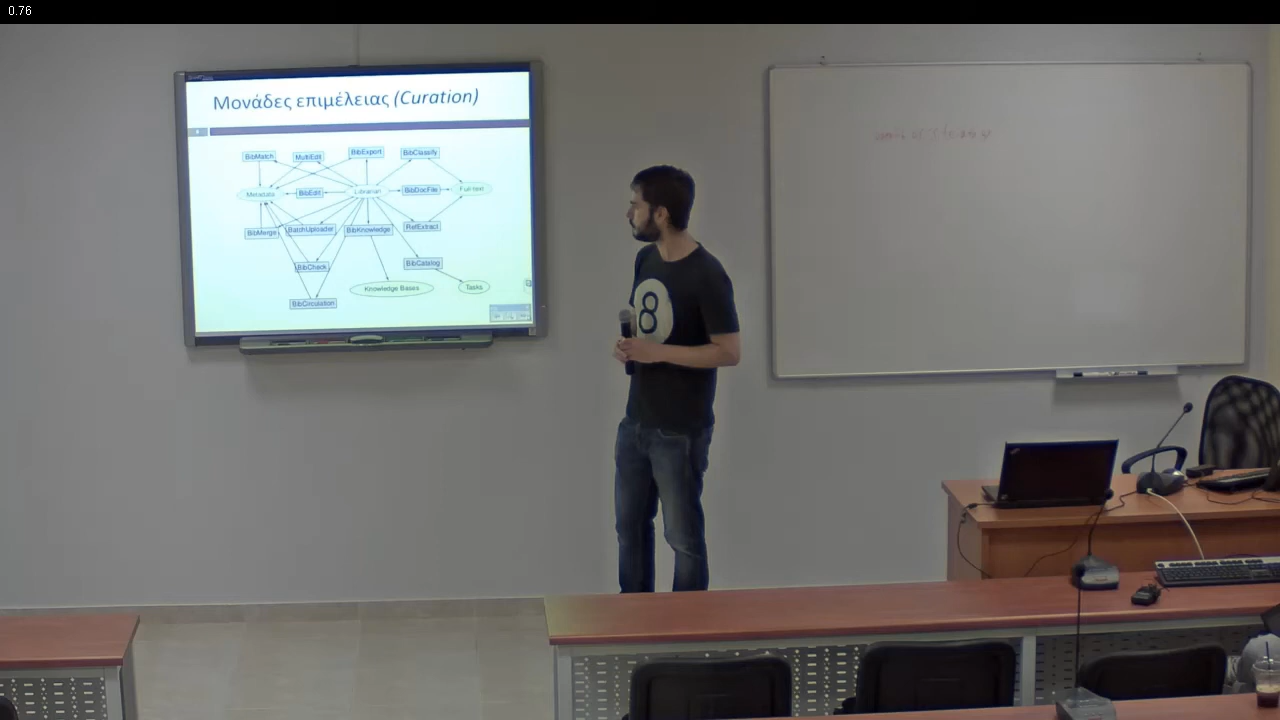 0.76
Μονάδες επιμέλειας (Curation)
BibMatch MultiEdit BibExport BibClassify
Metadata BibEdit Librarian BibDocFile Full-text
BibMerge BatchUploader BibKnowledge RefExtract
BibCheck BibCatalog
Knowledge Bases Tasks
BibCirculation
8